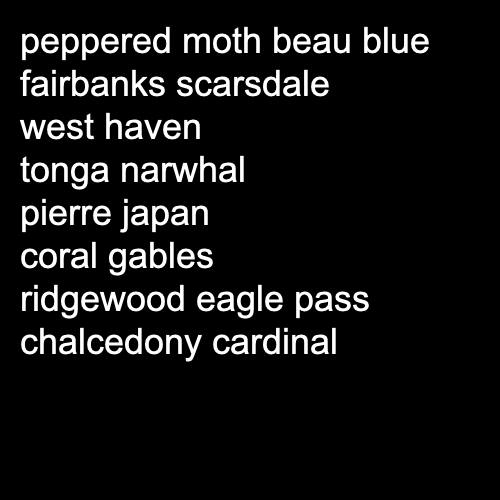 peppered moth beau blue
fairbanks scarsdale
west haven
tonga narwhal
pierre japan
coral gables
ridgewood eagle pass
chalcedony cardinal